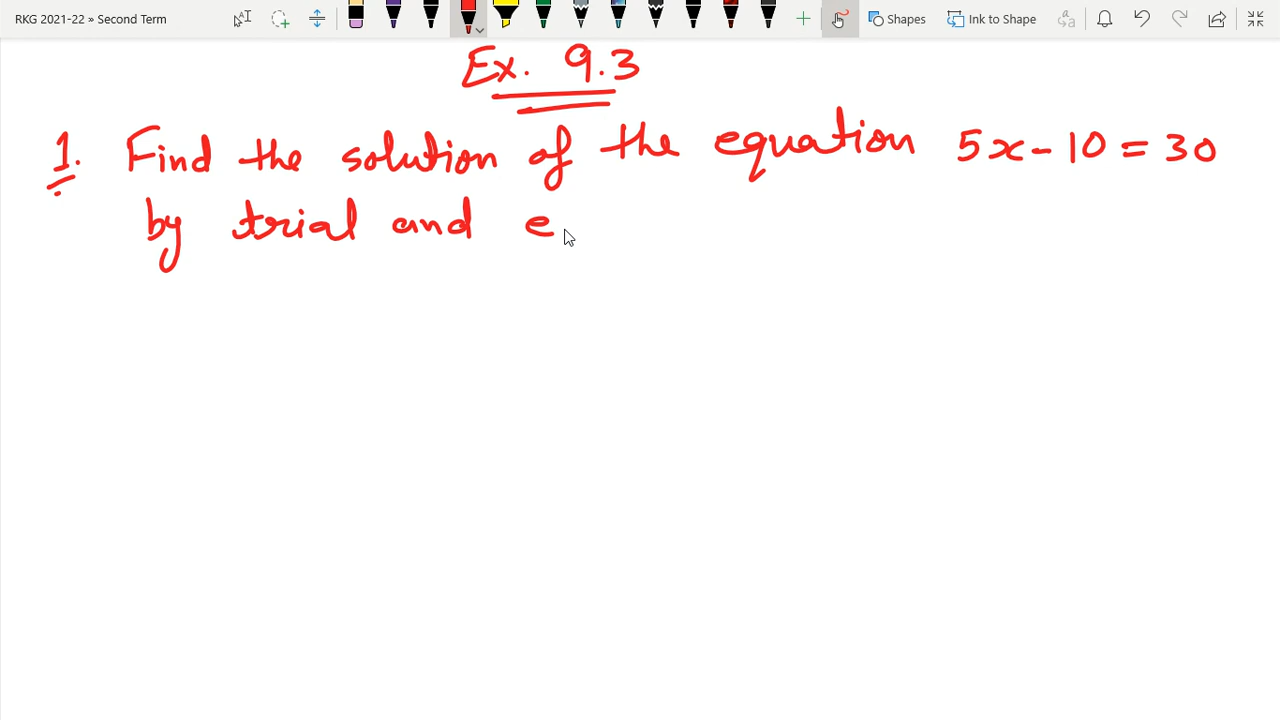 RKG 2021-22 » Second Term
Shapes
Ink to Shape
Ex. 9.3
1. Find the solution of the equation 5x-10=30
by trial and e